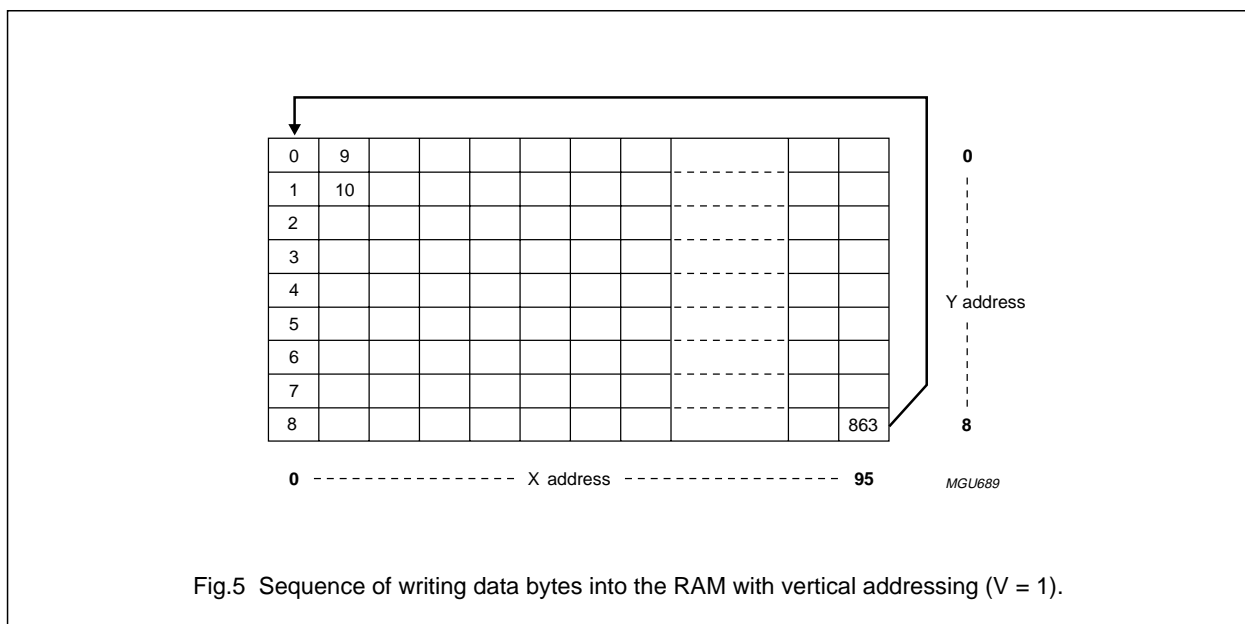 0 9 0
1 10
2
3
4
Y address
5
6
7
8 863 8
0 X address 95
MGU689
Fig.5 Sequence of writing data bytes into the RAM with vertical addressing (V = 1).